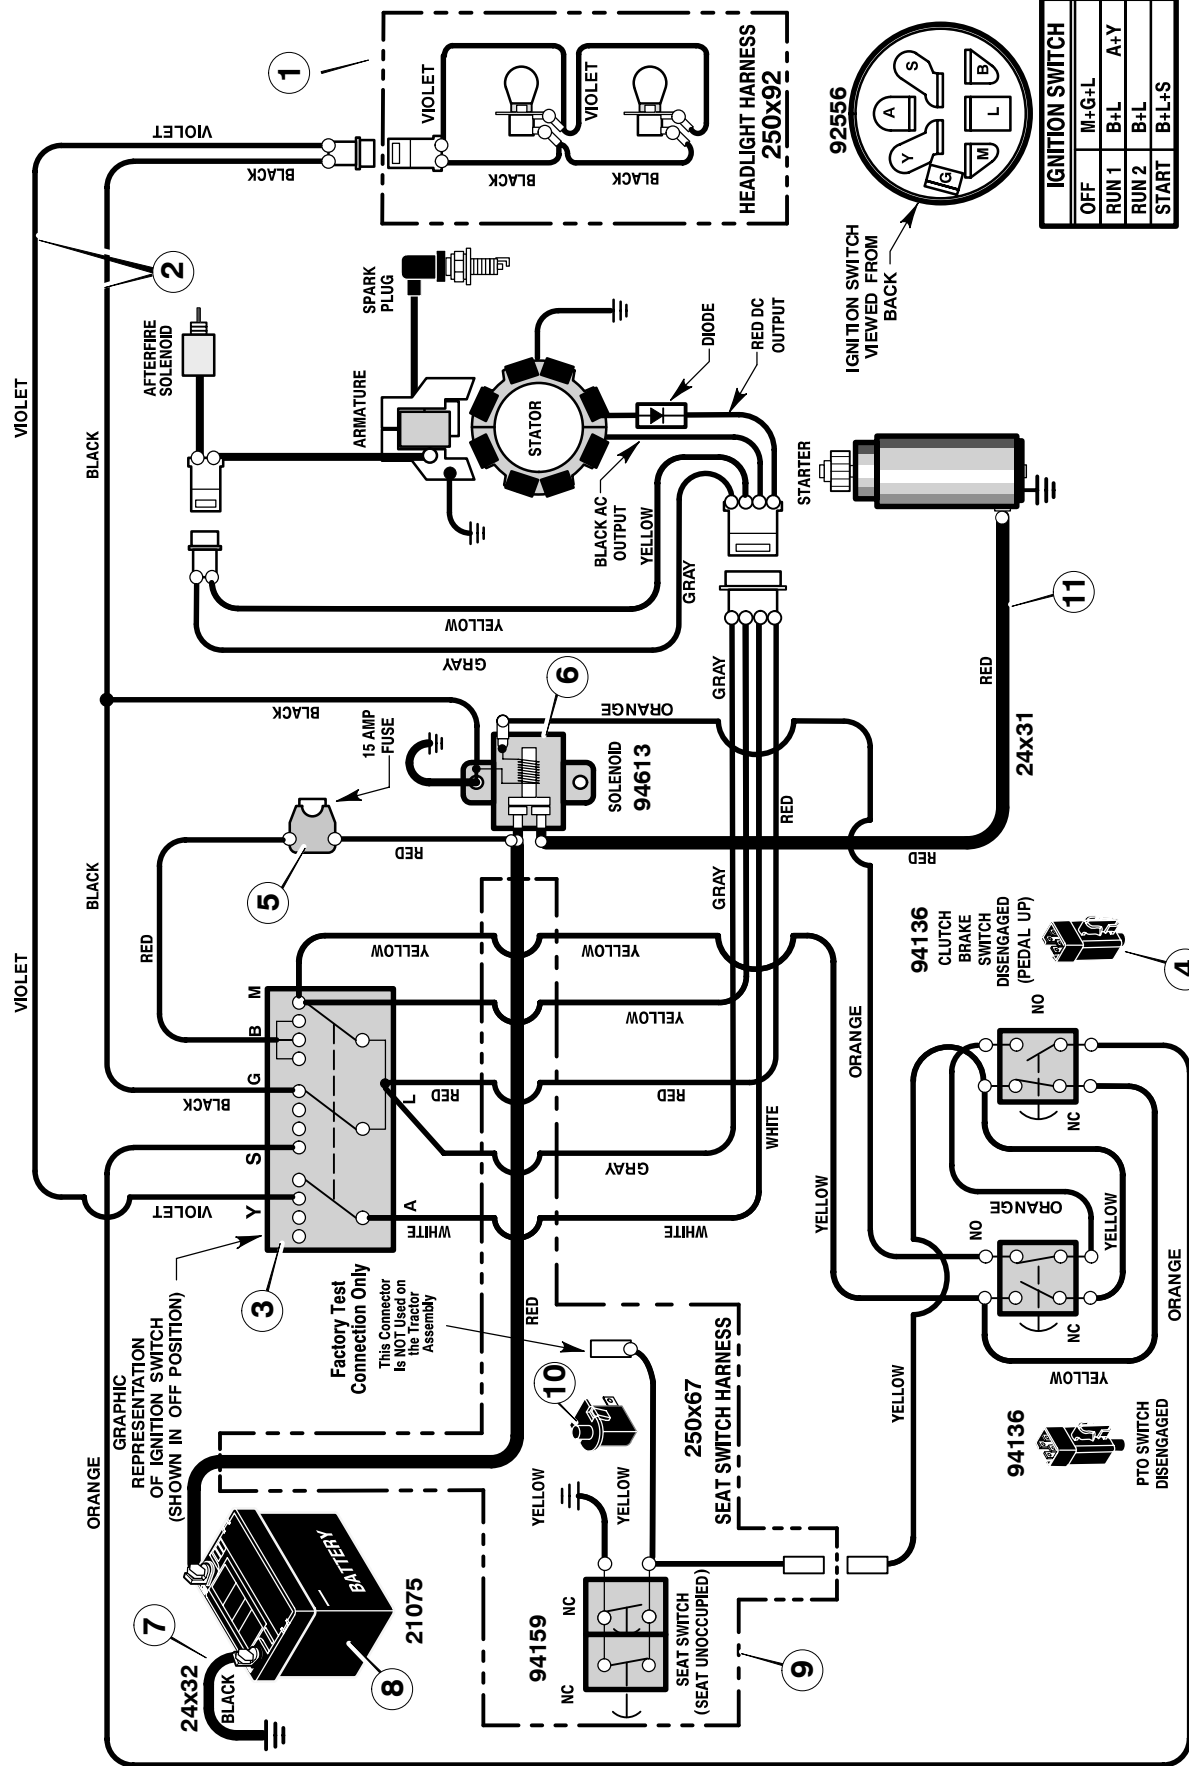 VIOLET
BLACK
VIOLET
BLACK
VIOLET
BLACK
1
2
VIOLET
VIOLET
BLACK
BLACK
HEADLIGHT HARNESS
250x92
AFTERFIRE
SOLENOID
ARMATURE
SPARK
PLUG
STATOR
DIODE
RED DC
OUTPUT
BLACK AC
OUTPUT
YELLOW
GRAY
YELLOW
GRAY
92556
S
A
Y
G
B
L
M
IGNITION SWITCH
VIEWED FROM
BACK
IGNITION SWITCH
OFF M+G+L
RUN 1 B+L A+Y
RUN 2 B+L
START B+L+S
STARTER
11
RED
24x31
RED
BLACK
15 AMP
FUSE
5
RED
RED
6
ORANGE
SOLENOID
94613
GRAY
RED
GRAY
VIOLET
BLACK
M
B
G
S
Y
L
A
BLACK
VIOLET
YELLOW
YELLOW
YELLOW
RED
RED
GRAY
WHITE
WHITE
WHITE
3
GRAPHIC
REPRESENTATION
OF IGNITION SWITCH
(SHOWN IN OFF POSITION)
Factory Test
Connection Only
This Connector
Is NOT Used on
the Tractor
Assembly
RED
10
250x67
SEAT SWITCH HARNESS
YELLOW
YELLOW
94159
NC
NC
SEAT SWITCH
(SEAT UNOCCUPIED)
9
ORANGE
7
24x32
BLACK
BATTERY
21075
8
ORANGE
YELLOW
94136
CLUTCH
BRAKE
SWITCH
DISENGAGED
(PEDAL UP)
4
NO
NC
ORANGE
YELLOW
NO
NC
YELLOW
YELLOW
ORANGE
94136
PTO SWITCH
DISENGAGED